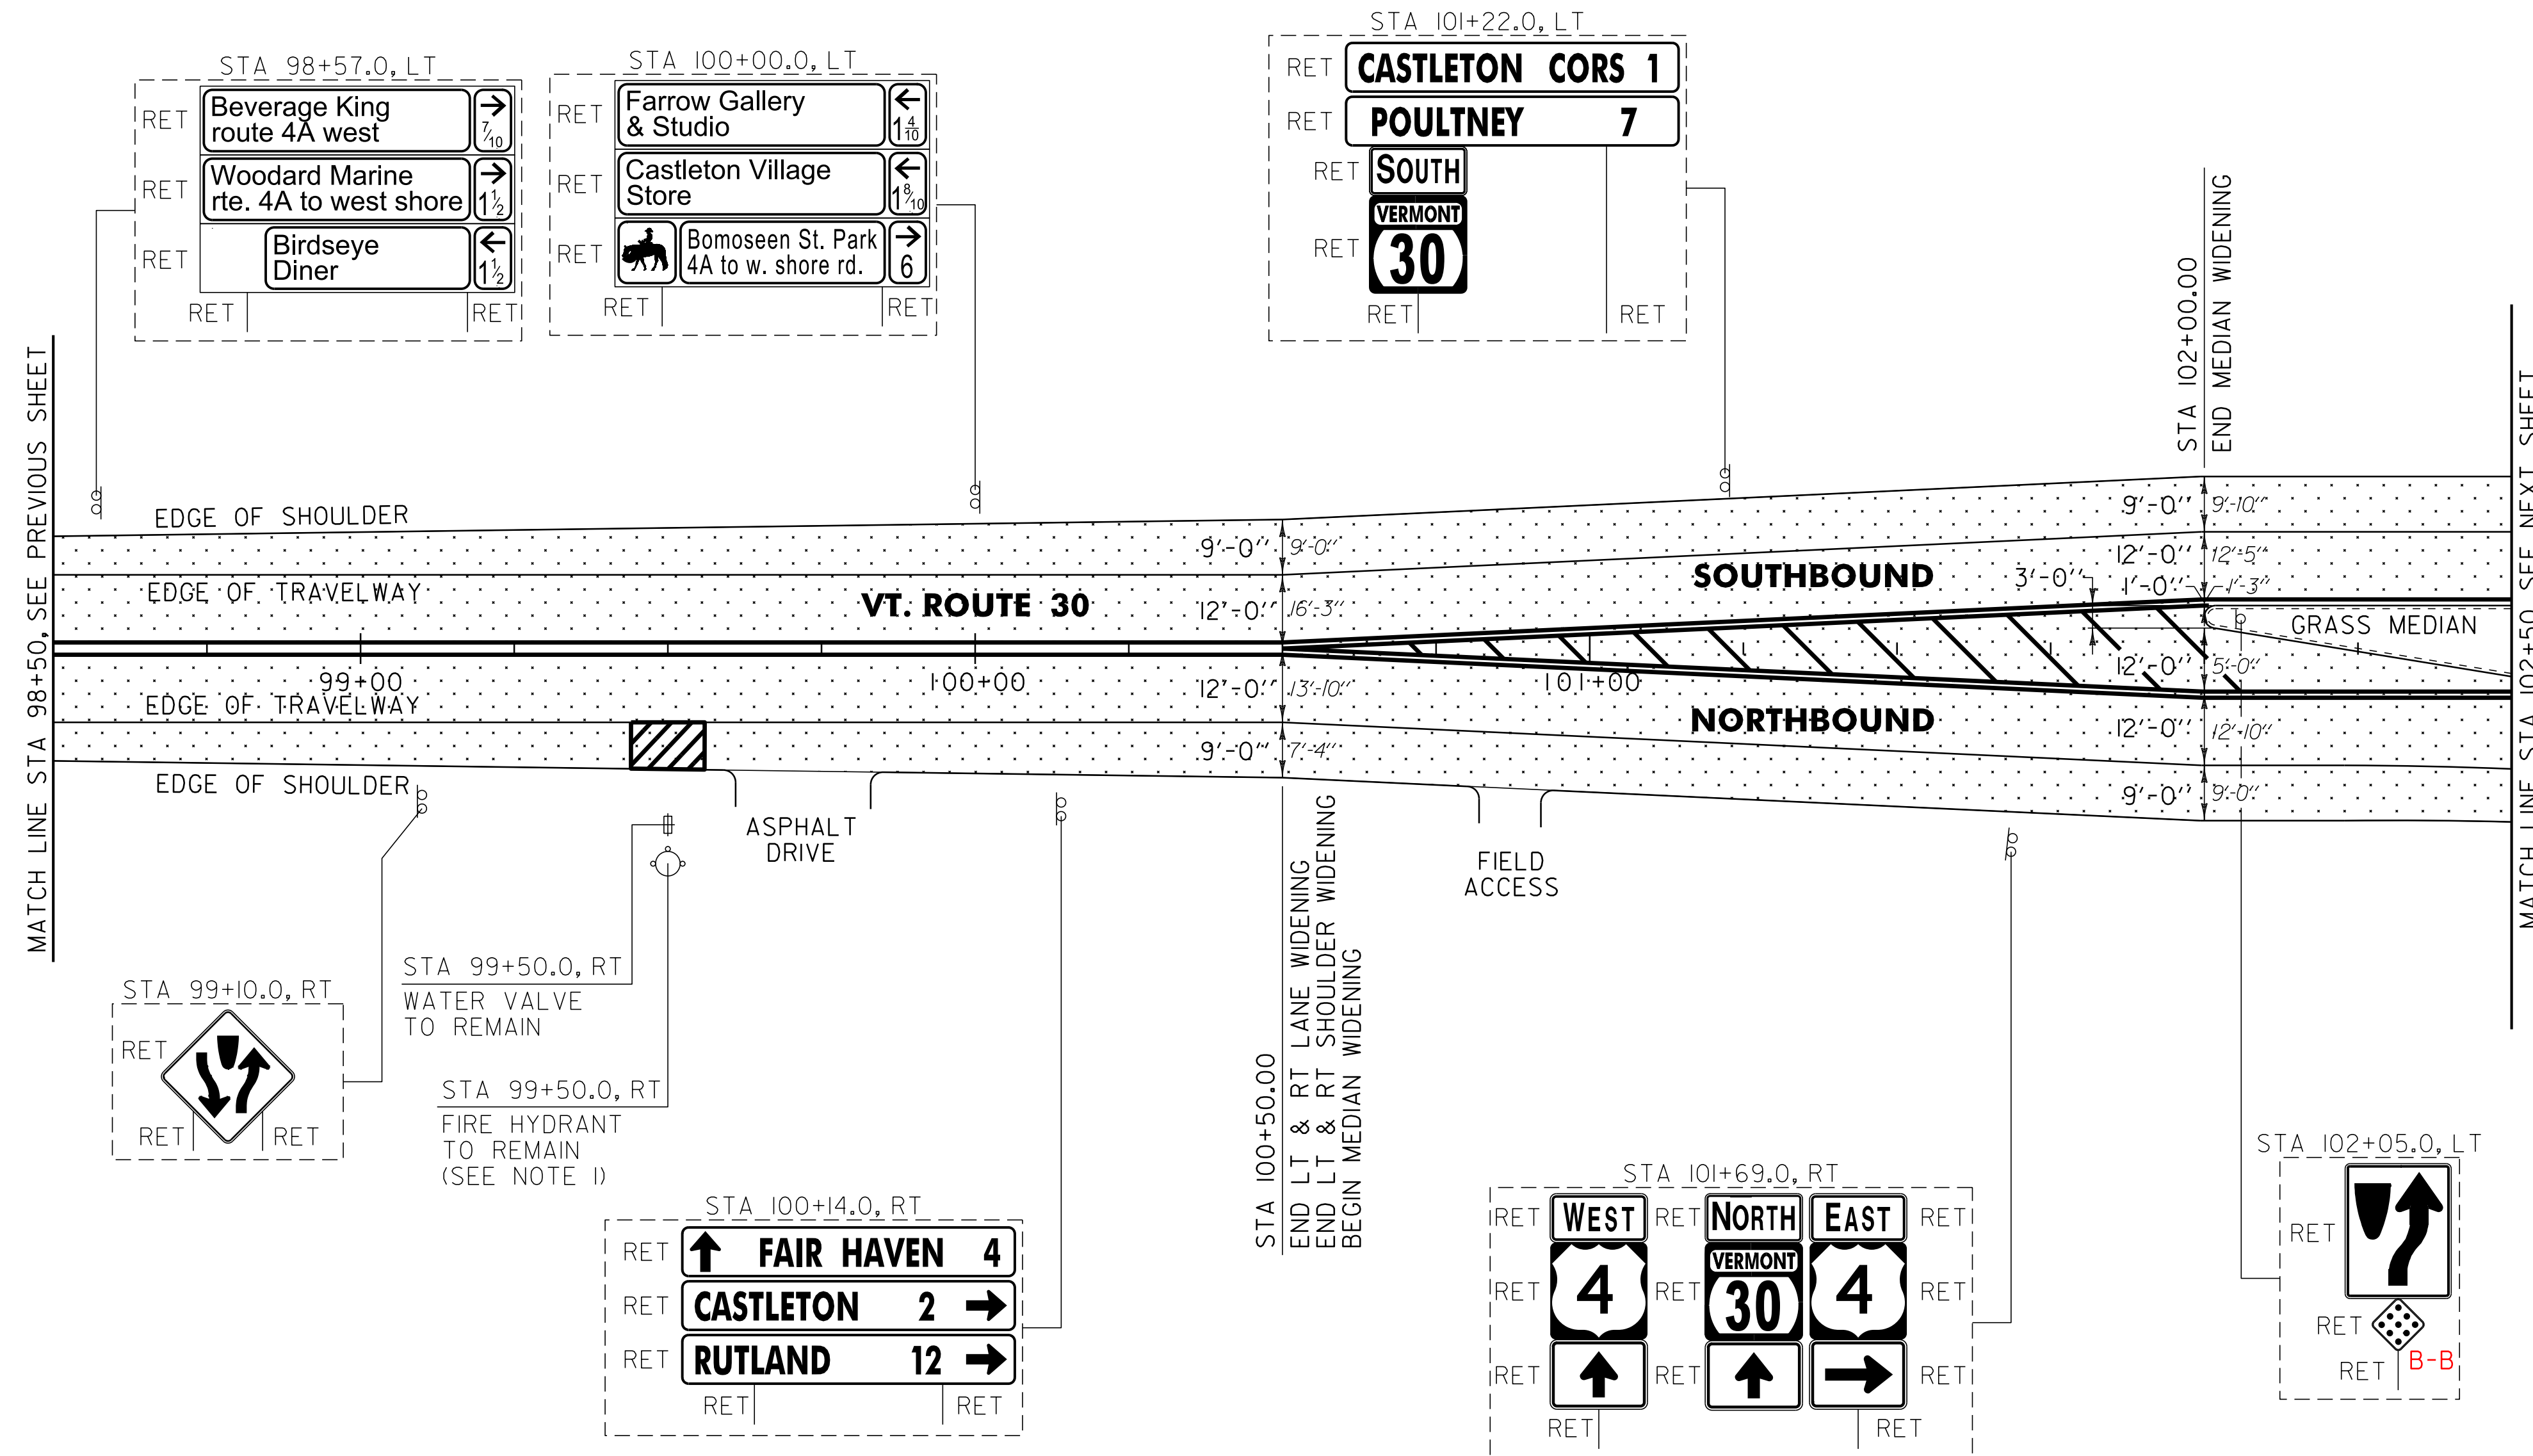 STA 98+57.0, LT
RET
Beverage King
route 4A west
7/10
RET
Woodard Marine
rte. 4A to west shore
1 1/2
RET
Birdseye
Diner
1 1/2
RET
RET
STA 100+00.0, LT
RET
Farrow Gallery
& Studio
1 4/10
RET
Castleton Village
Store
1 8/10
RET
Bomoseen St. Park
4A to w. shore rd.
6
RET
RET
STA 101+22.0, LT
RET
CASTLETON CORS 1
RET
POULTNEY 7
RET
SOUTH
RET
VERMONT
30
RET
RET
STA 102+00.00
END MEDIAN WIDENING
MATCH LINE STA 98+50, SEE PREVIOUS SHEET
MATCH LINE STA 102+50 SEE NEXT SHEET
EDGE OF SHOULDER
EDGE OF TRAVELWAY
VT. ROUTE 30
SOUTHBOUND
9'-0" 9'-0"
12'-0" 16'-3"
12'-0" 13'-10"
9'-0" 7'-4"
9'-0" 9'-10"
12'-0" 12'-5"
3'-0"
1'-0" 1'-3"
GRASS MEDIAN
12'-0" 5'-0"
12'-0" 12'-10"
9'-0" 9'-0"
99+00
100+00
101+00
EDGE OF TRAVELWAY
NORTHBOUND
EDGE OF SHOULDER
ASPHALT
DRIVE
FIELD
ACCESS
STA 100+50.00
END LT & RT LANE WIDENING
END LT & RT SHOULDER WIDENING
BEGIN MEDIAN WIDENING
STA 99+10.0, RT
RET
RET
RET
STA 99+50.0, RT
WATER VALVE
TO REMAIN
STA 99+50.0, RT
FIRE HYDRANT
TO REMAIN
(SEE NOTE 1)
STA 100+14.0, RT
RET
FAIR HAVEN 4
RET
CASTLETON 2
RET
RUTLAND 12
RET
RET
STA 101+69.0, RT
RET WEST RET NORTH EAST RET
RET 4 RET VERMONT 30 4 RET
RET RET RET
RET RET
STA 102+05.0, LT
RET
RET
B-B
RET